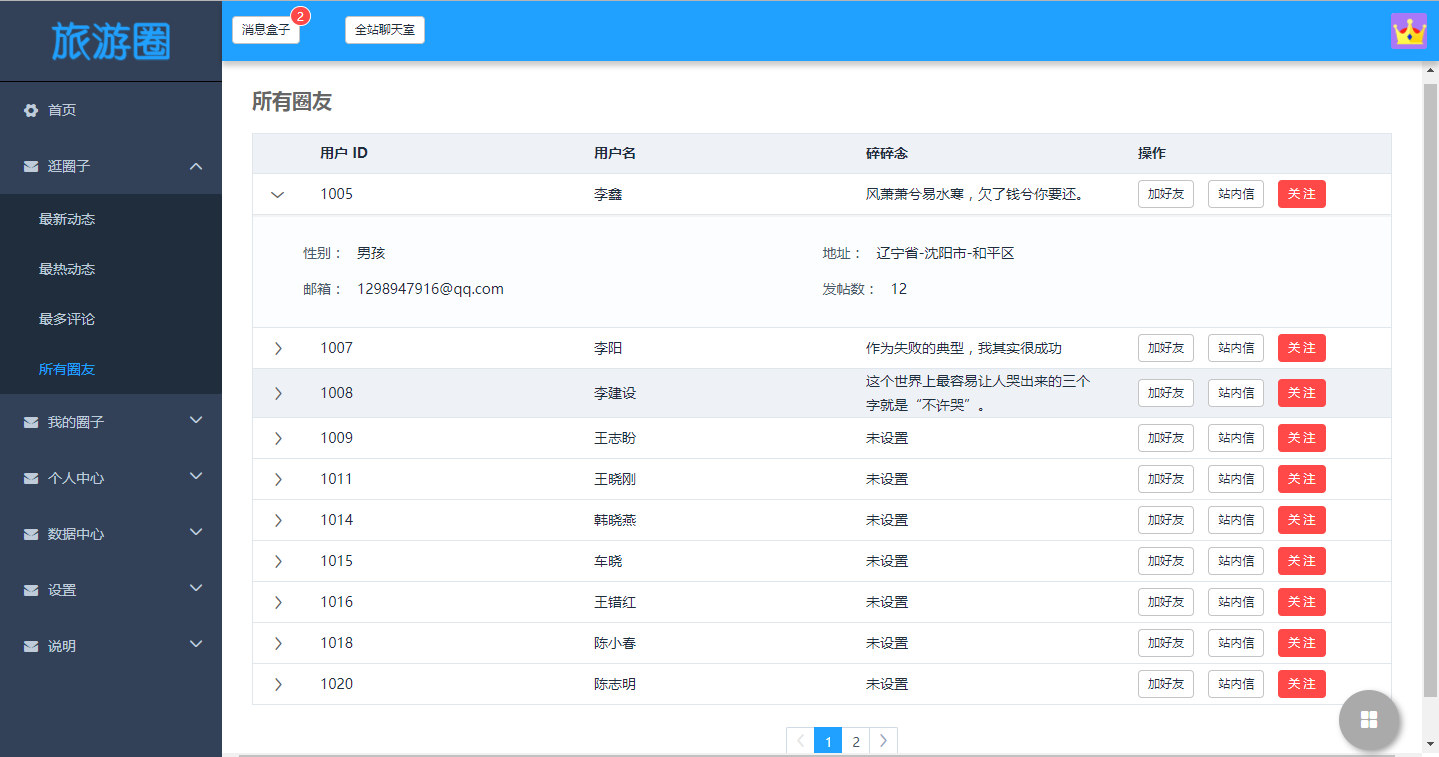 旅游圈
消息盒子
2
全站聊天室
首页
逛圈子
最新动态
最热动态
最多评论
所有圈友
我的圈子
个人中心
数据中心
设置
说明
所有圈友
用户 ID 用户名 碎碎念 操作
1005 李鑫 风萧萧兮易水寒，欠了钱兮你要还。 加好友 站内信 关注
性别： 男孩 地址： 辽宁省-沈阳市-和平区
邮箱： 1298947916@qq.com 发帖数： 12
1007 李阳 作为失败的典型，我其实很成功 加好友 站内信 关注
1008 李建设 这个世界上最容易让人哭出来的三个
字就是“不许哭”。 加好友 站内信 关注
1009 王志盼 未设置 加好友 站内信 关注
1011 王晓刚 未设置 加好友 站内信 关注
1014 韩晓燕 未设置 加好友 站内信 关注
1015 车晓 未设置 加好友 站内信 关注
1016 王错红 未设置 加好友 站内信 关注
1018 陈小春 未设置 加好友 站内信 关注
1020 陈志明 未设置 加好友 站内信 关注
1 2